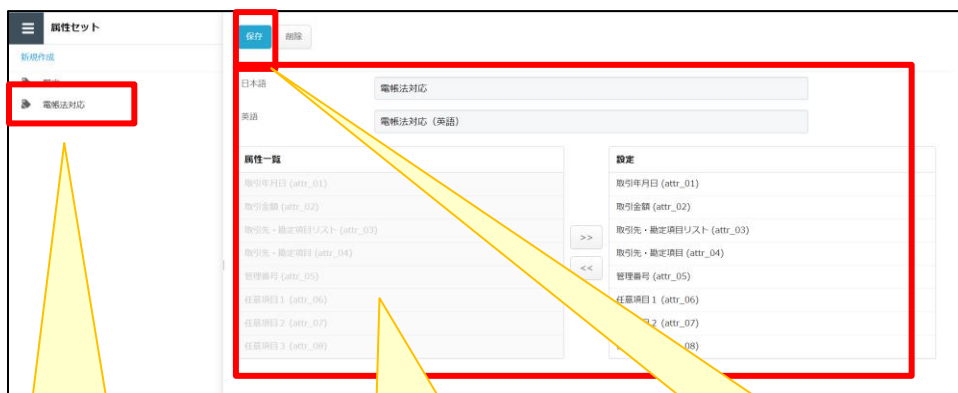 属性セット
保存 削除
新規作成
電帳法対応
日本語
電帳法対応
英語
電帳法対応（英語）
属性一覧
取引年月日 (attr_01)
取引金額 (attr_02)
取引先・勘定項目リスト (attr_03)
取引先・勘定項目 (attr_04)
管理番号 (attr_05)
任意項目1 (attr_06)
任意項目2 (attr_07)
任意項目3 (attr_08)
>>
<<
設定
取引年月日 (attr_01)
取引金額 (attr_02)
取引先・勘定項目リスト (attr_03)
取引先・勘定項目 (attr_04)
管理番号 (attr_05)
任意項目1 (attr_06)
2 (attr_07)
08)